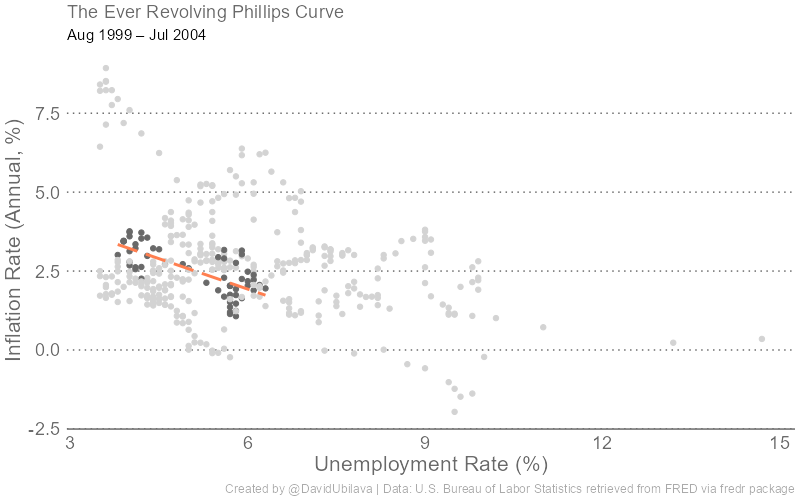 The Ever Revolving Phillips Curve
Aug 1999 – Jul 2004
Inflation Rate (Annual, %)
7.5
5.0
2.5
0.0
-2.5
3 6 9 12 15
Unemployment Rate (%)
Created by @DavidUbilava | Data: U.S. Bureau of Labor Statistics retrieved from FRED via fredr package